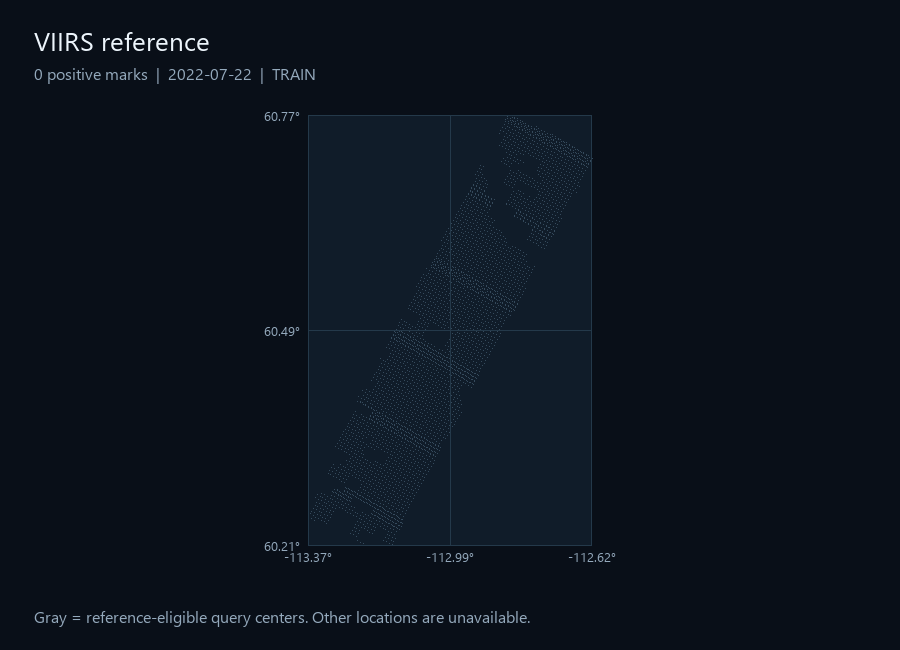 VIIRS reference
0 positive marks | 2022-07-22 | TRAIN
60.77°
60.49°
60.21°
-113.37°
-112.99°
-112.62°
Gray = reference-eligible query centers. Other locations are unavailable.